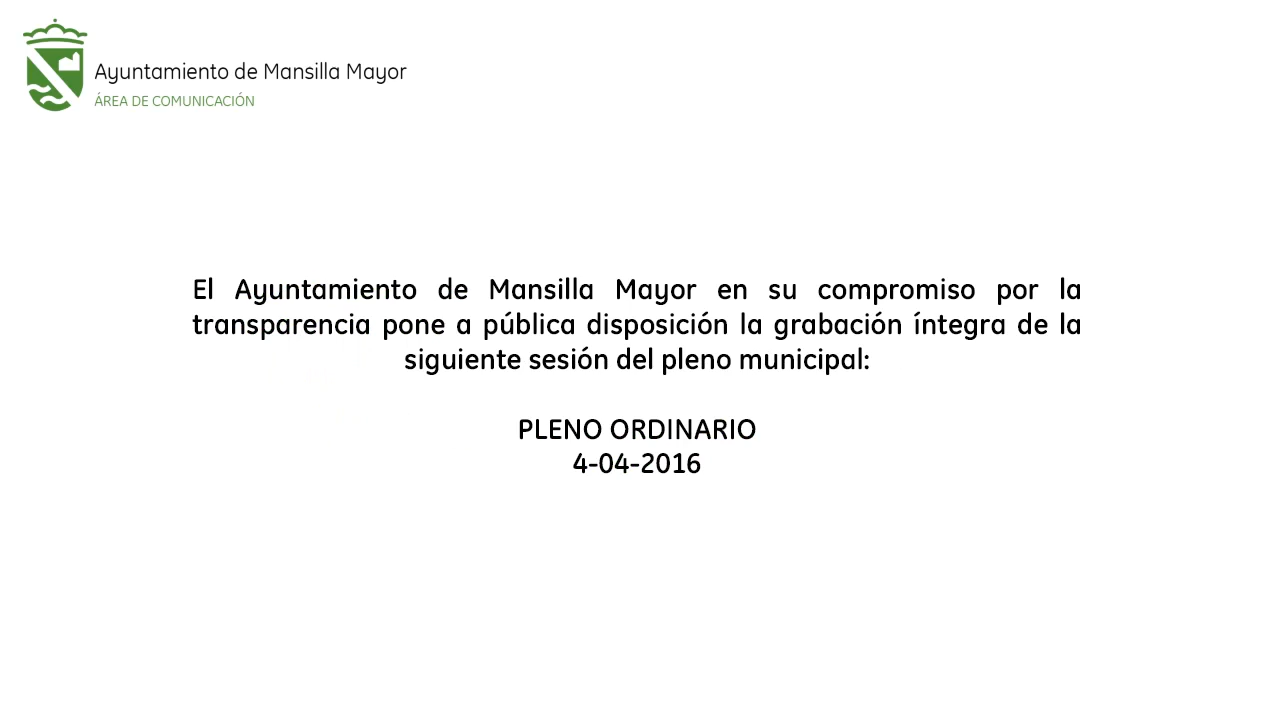 Ayuntamiento de Mansilla Mayor
ÁREA DE COMUNICACIÓN
El Ayuntamiento de Mansilla Mayor en su compromiso por la
transparencia pone a pública disposición la grabación íntegra de la
siguiente sesión del pleno municipal:
PLENO ORDINARIO
4-04-2016